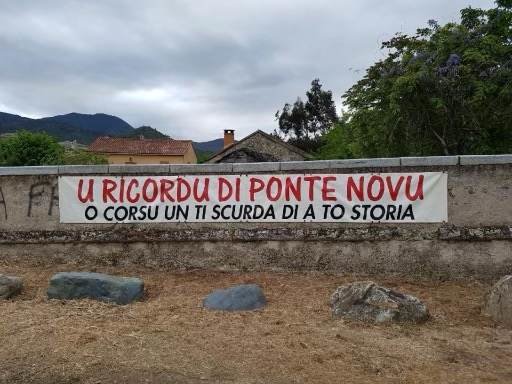 U RICORDU DI PONTE NOVU
O CORSU UN TI SCURDA DI A TO STORIA